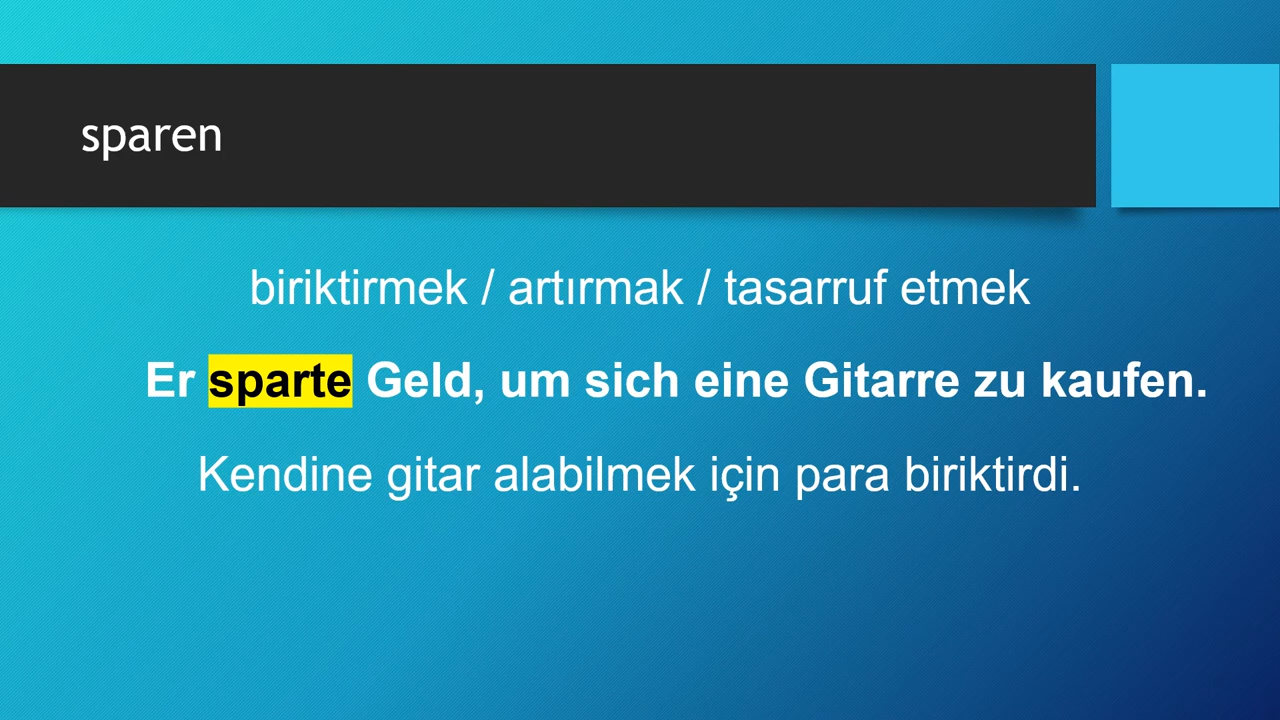 sparen
biriktirmek / artırmak / tasarruf etmek
Er sparte Geld, um sich eine Gitarre zu kaufen.
Kendine gitar alabilmek için para biriktirdi.